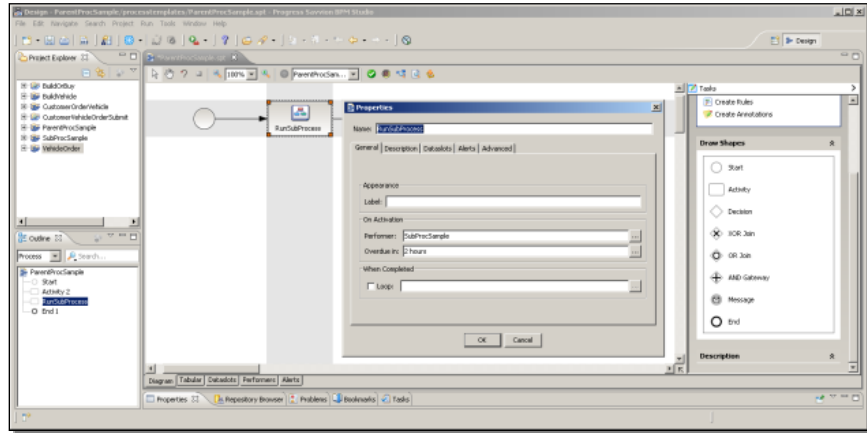 Design - ParentProcSample/processtemplates/ParentProcSample.spt - Progress Savvion BPM Studio
File Edit Navigate Search Project Run Tools Window Help
Design
Project Explorer
BuildOrBuy
BuildVehicle
CustomerOrderVehicle
CustomerVehicleOrderSubmit
ParentProcSample
SubProcSample
VehicleOrder
Outline
Process
Search...
ParentProcSample
Start
Activity 2
RunSubProcess
End 1
100%
ParentProcSam...
RunSubProcess
Properties
Name: RunSubProcess
General Description Dataslots Alerts Advanced
Appearance
Label:
On Activation
Performer: SubProcSample ...
Overdue in: 2 hours ...
When Completed
Loop: ...
OK Cancel
Tasks
Create Rules
Create Annotations
Draw Shapes
Start
Activity
Decision
XOR Join
OR Join
AND Gateway
Message
End
Description
Diagram Tabular Dataslots Performers Alerts
Properties Repository Browser Problems Bookmarks Tasks